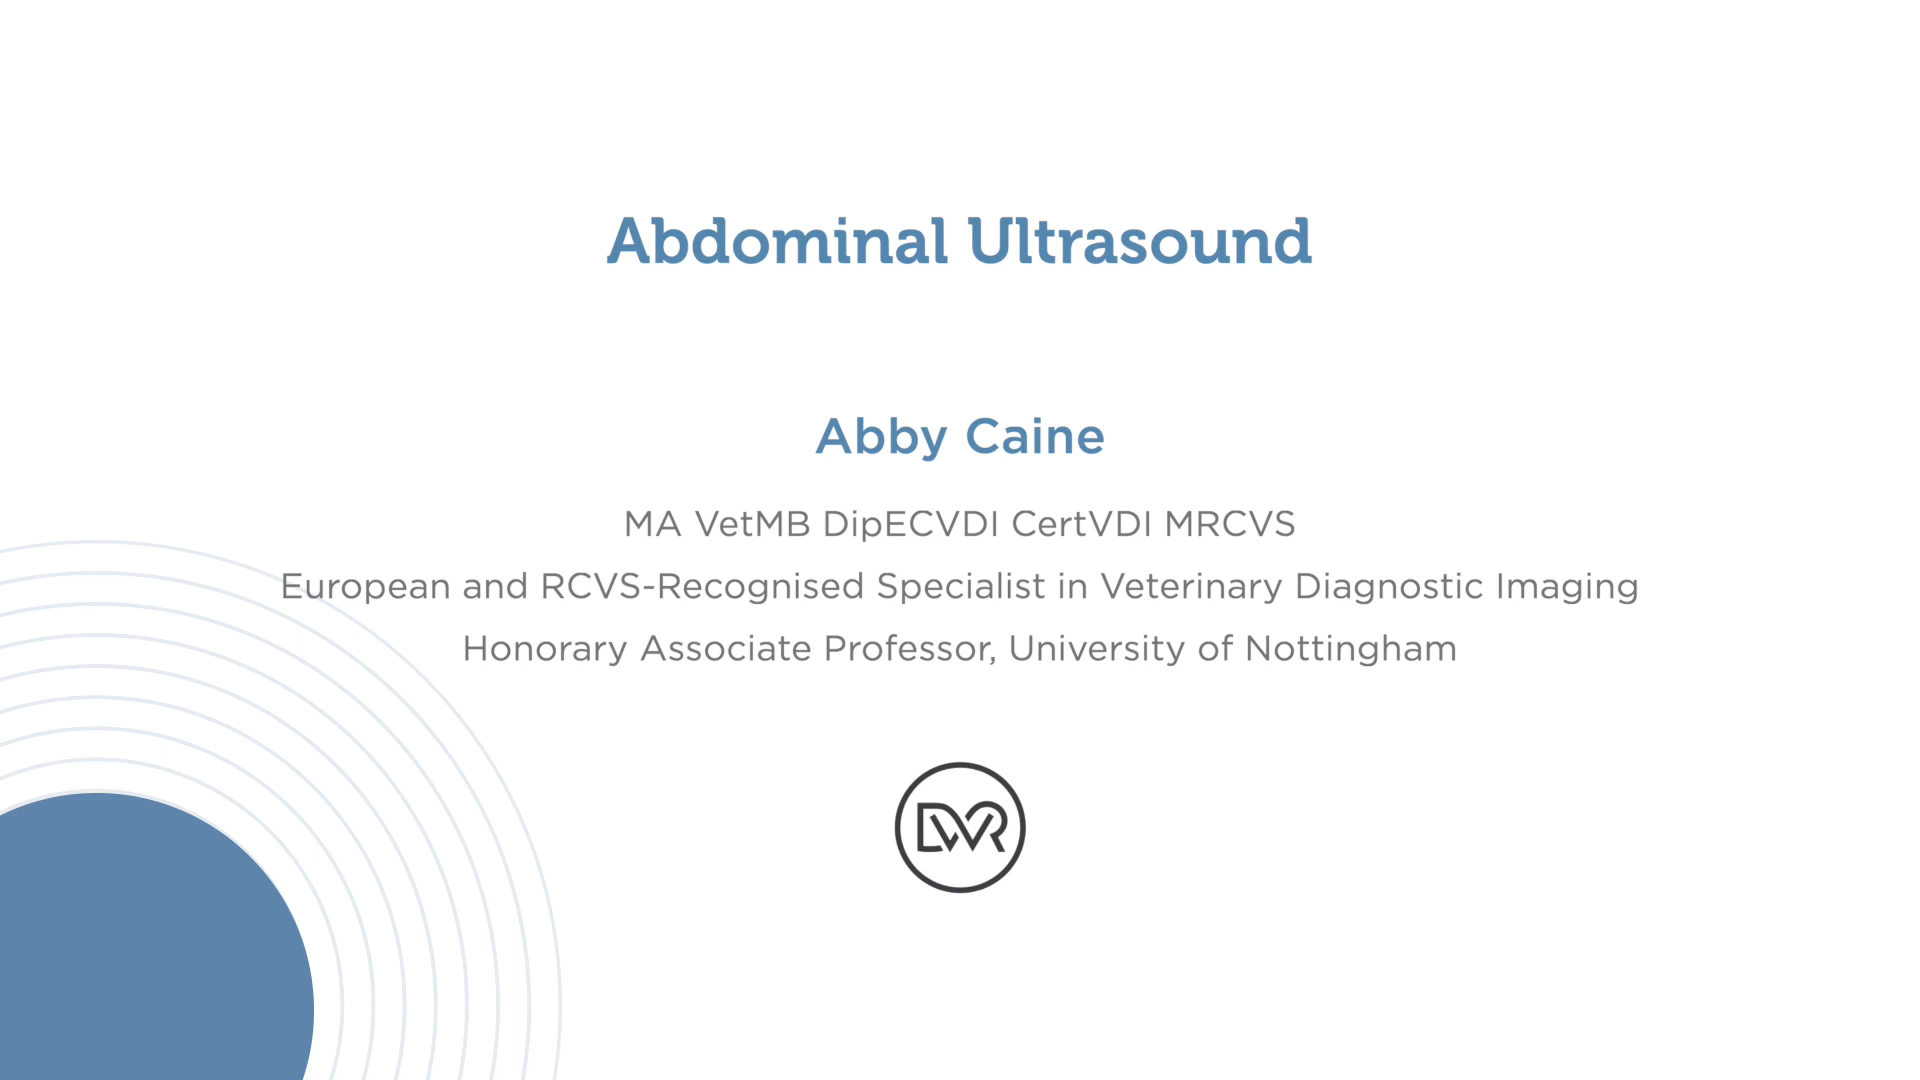 Abdominal Ultrasound
Abby Caine
MA VetMB DipECVDI CertVDI MRCVS
European and RCVS-Recognised Specialist in Veterinary Diagnostic Imaging
Honorary Associate Professor, University of Nottingham
DVR